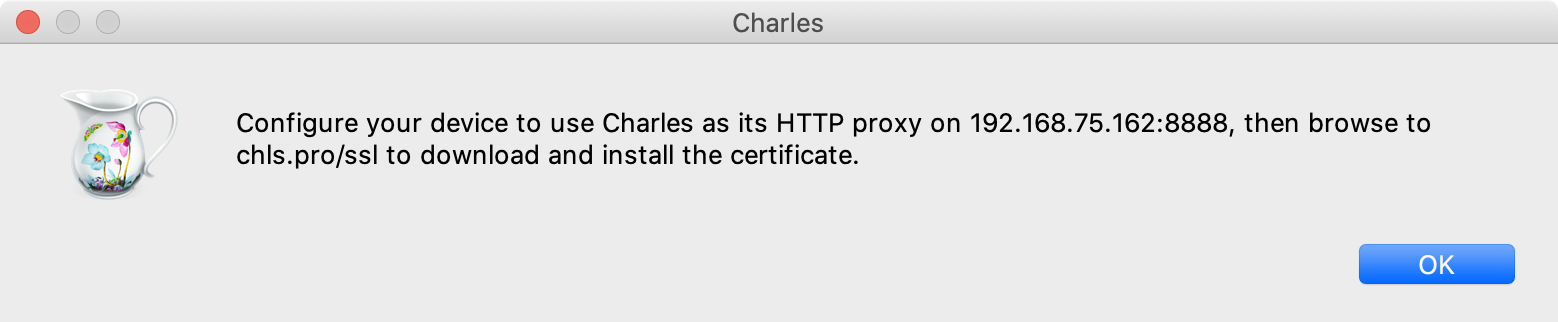 Charles
Configure your device to use Charles as its HTTP proxy on 192.168.75.162:8888, then browse to
chls.pro/ssl to download and install the certificate.
OK